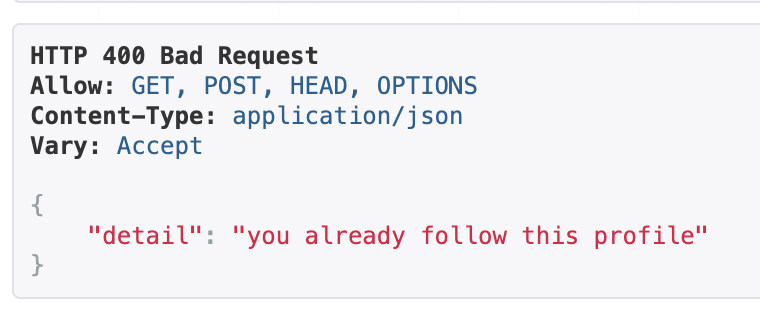 HTTP 400 Bad Request
Allow: GET, POST, HEAD, OPTIONS
Content-Type: application/json
Vary: Accept
{
"detail": "you already follow this profile"
}